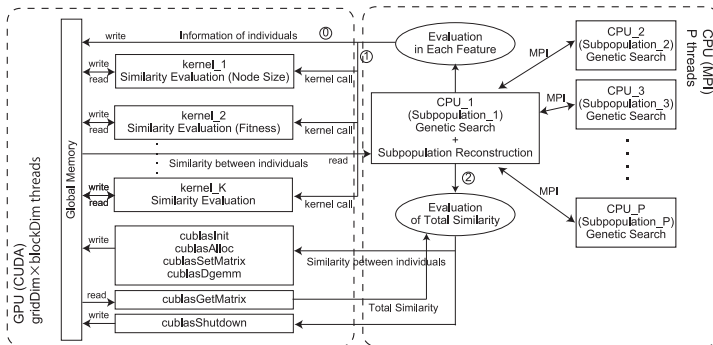 write
Information of individuals
⓪
Evaluation
in Each Feature
MPI
CPU_2
(Subpopulation_2)
Genetic Search
CPU (MPI)
P threads
①
write
read
kernel_1
Similarity Evaluation (Node Size)
kernel call
CPU_1
(Subpopulation_1)
Genetic Search
+
Subpopulation Reconstruction
MPI
CPU_3
(Subpopulation_3)
Genetic Search
write
read
kernel_2
Similarity Evaluation (Fitness)
kernel call
Similarity between individuals
read
②
write
read
kernel_K
Similarity Evaluation
kernel call
MPI
CPU_P
(Subpopulation_P)
Genetic Search
Evaluation
of Total Similarity
Global Memory
GPU (CUDA)
gridDim×blockDim threads
write
cublasInit
cublasAlloc
cublasSetMatrix
cublasDgemm
Similarity between individuals
read
cublasGetMatrix
Total Similarity
write
cublasShutdown